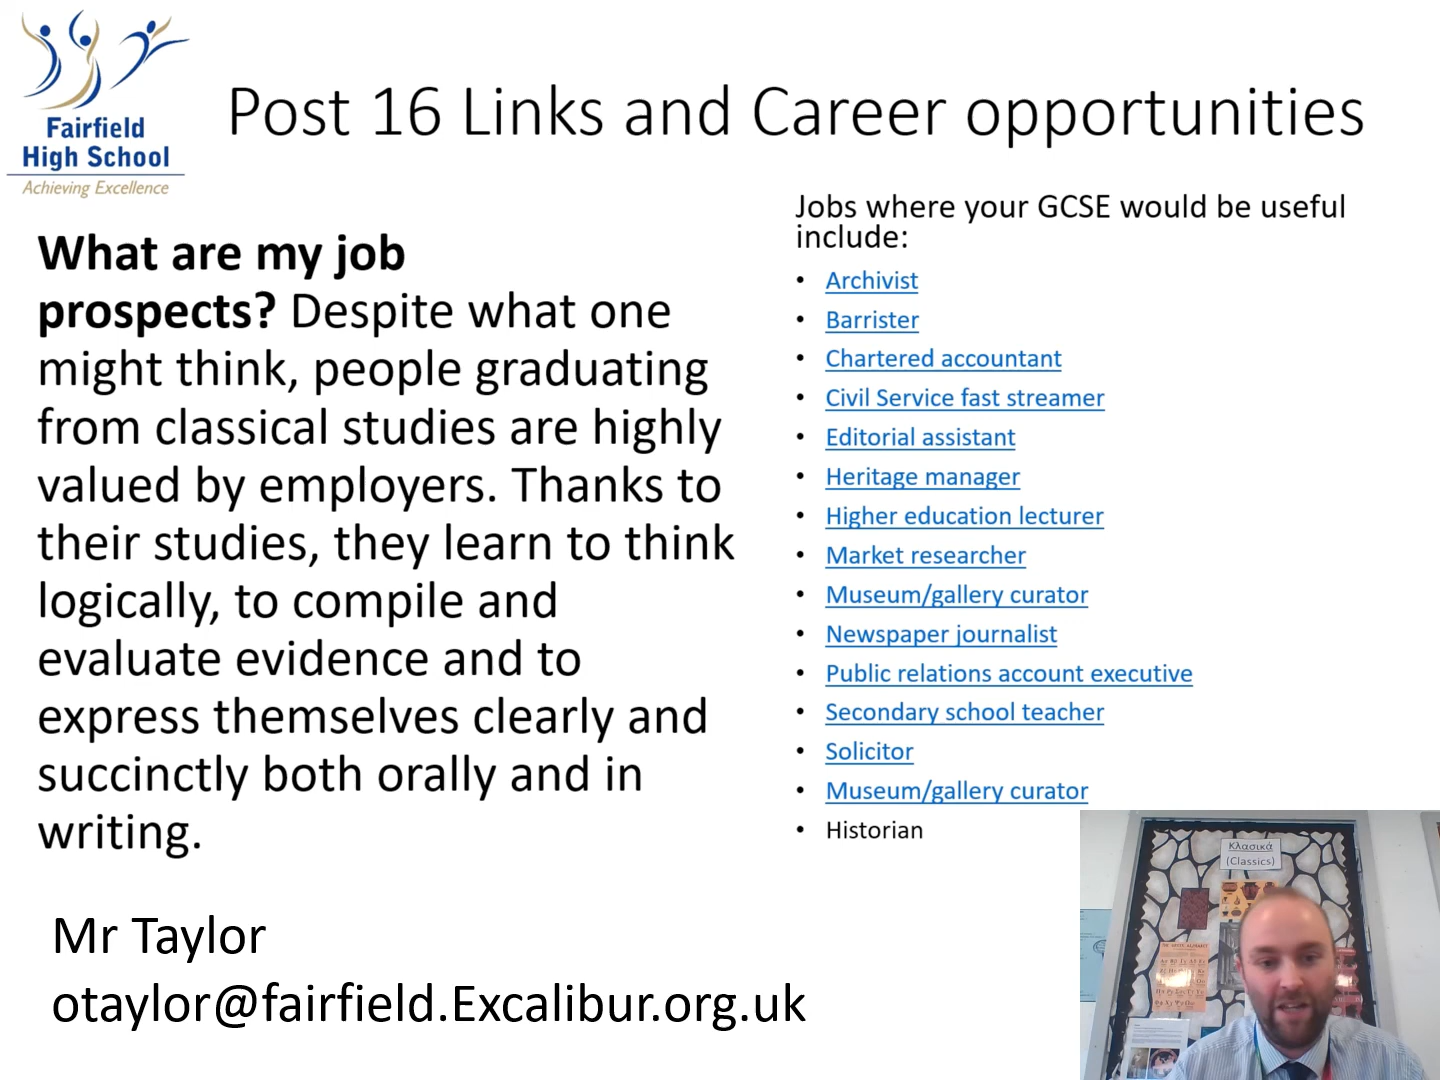 Fairfield
High School
Achieving Excellence
Post 16 Links and Career opportunities
What are my job
prospects? Despite what one
might think, people graduating
from classical studies are highly
valued by employers. Thanks to
their studies, they learn to think
logically, to compile and
evaluate evidence and to
express themselves clearly and
succinctly both orally and in
writing.
Jobs where your GCSE would be useful
include:
• Archivist
• Barrister
• Chartered accountant
• Civil Service fast streamer
• Editorial assistant
• Heritage manager
• Higher education lecturer
• Market researcher
• Museum/gallery curator
• Newspaper journalist
• Public relations account executive
• Secondary school teacher
• Solicitor
• Museum/gallery curator
• Historian
Mr Taylor
otaylor@fairfield.Excalibur.org.uk
Κλασικά
(Classics)